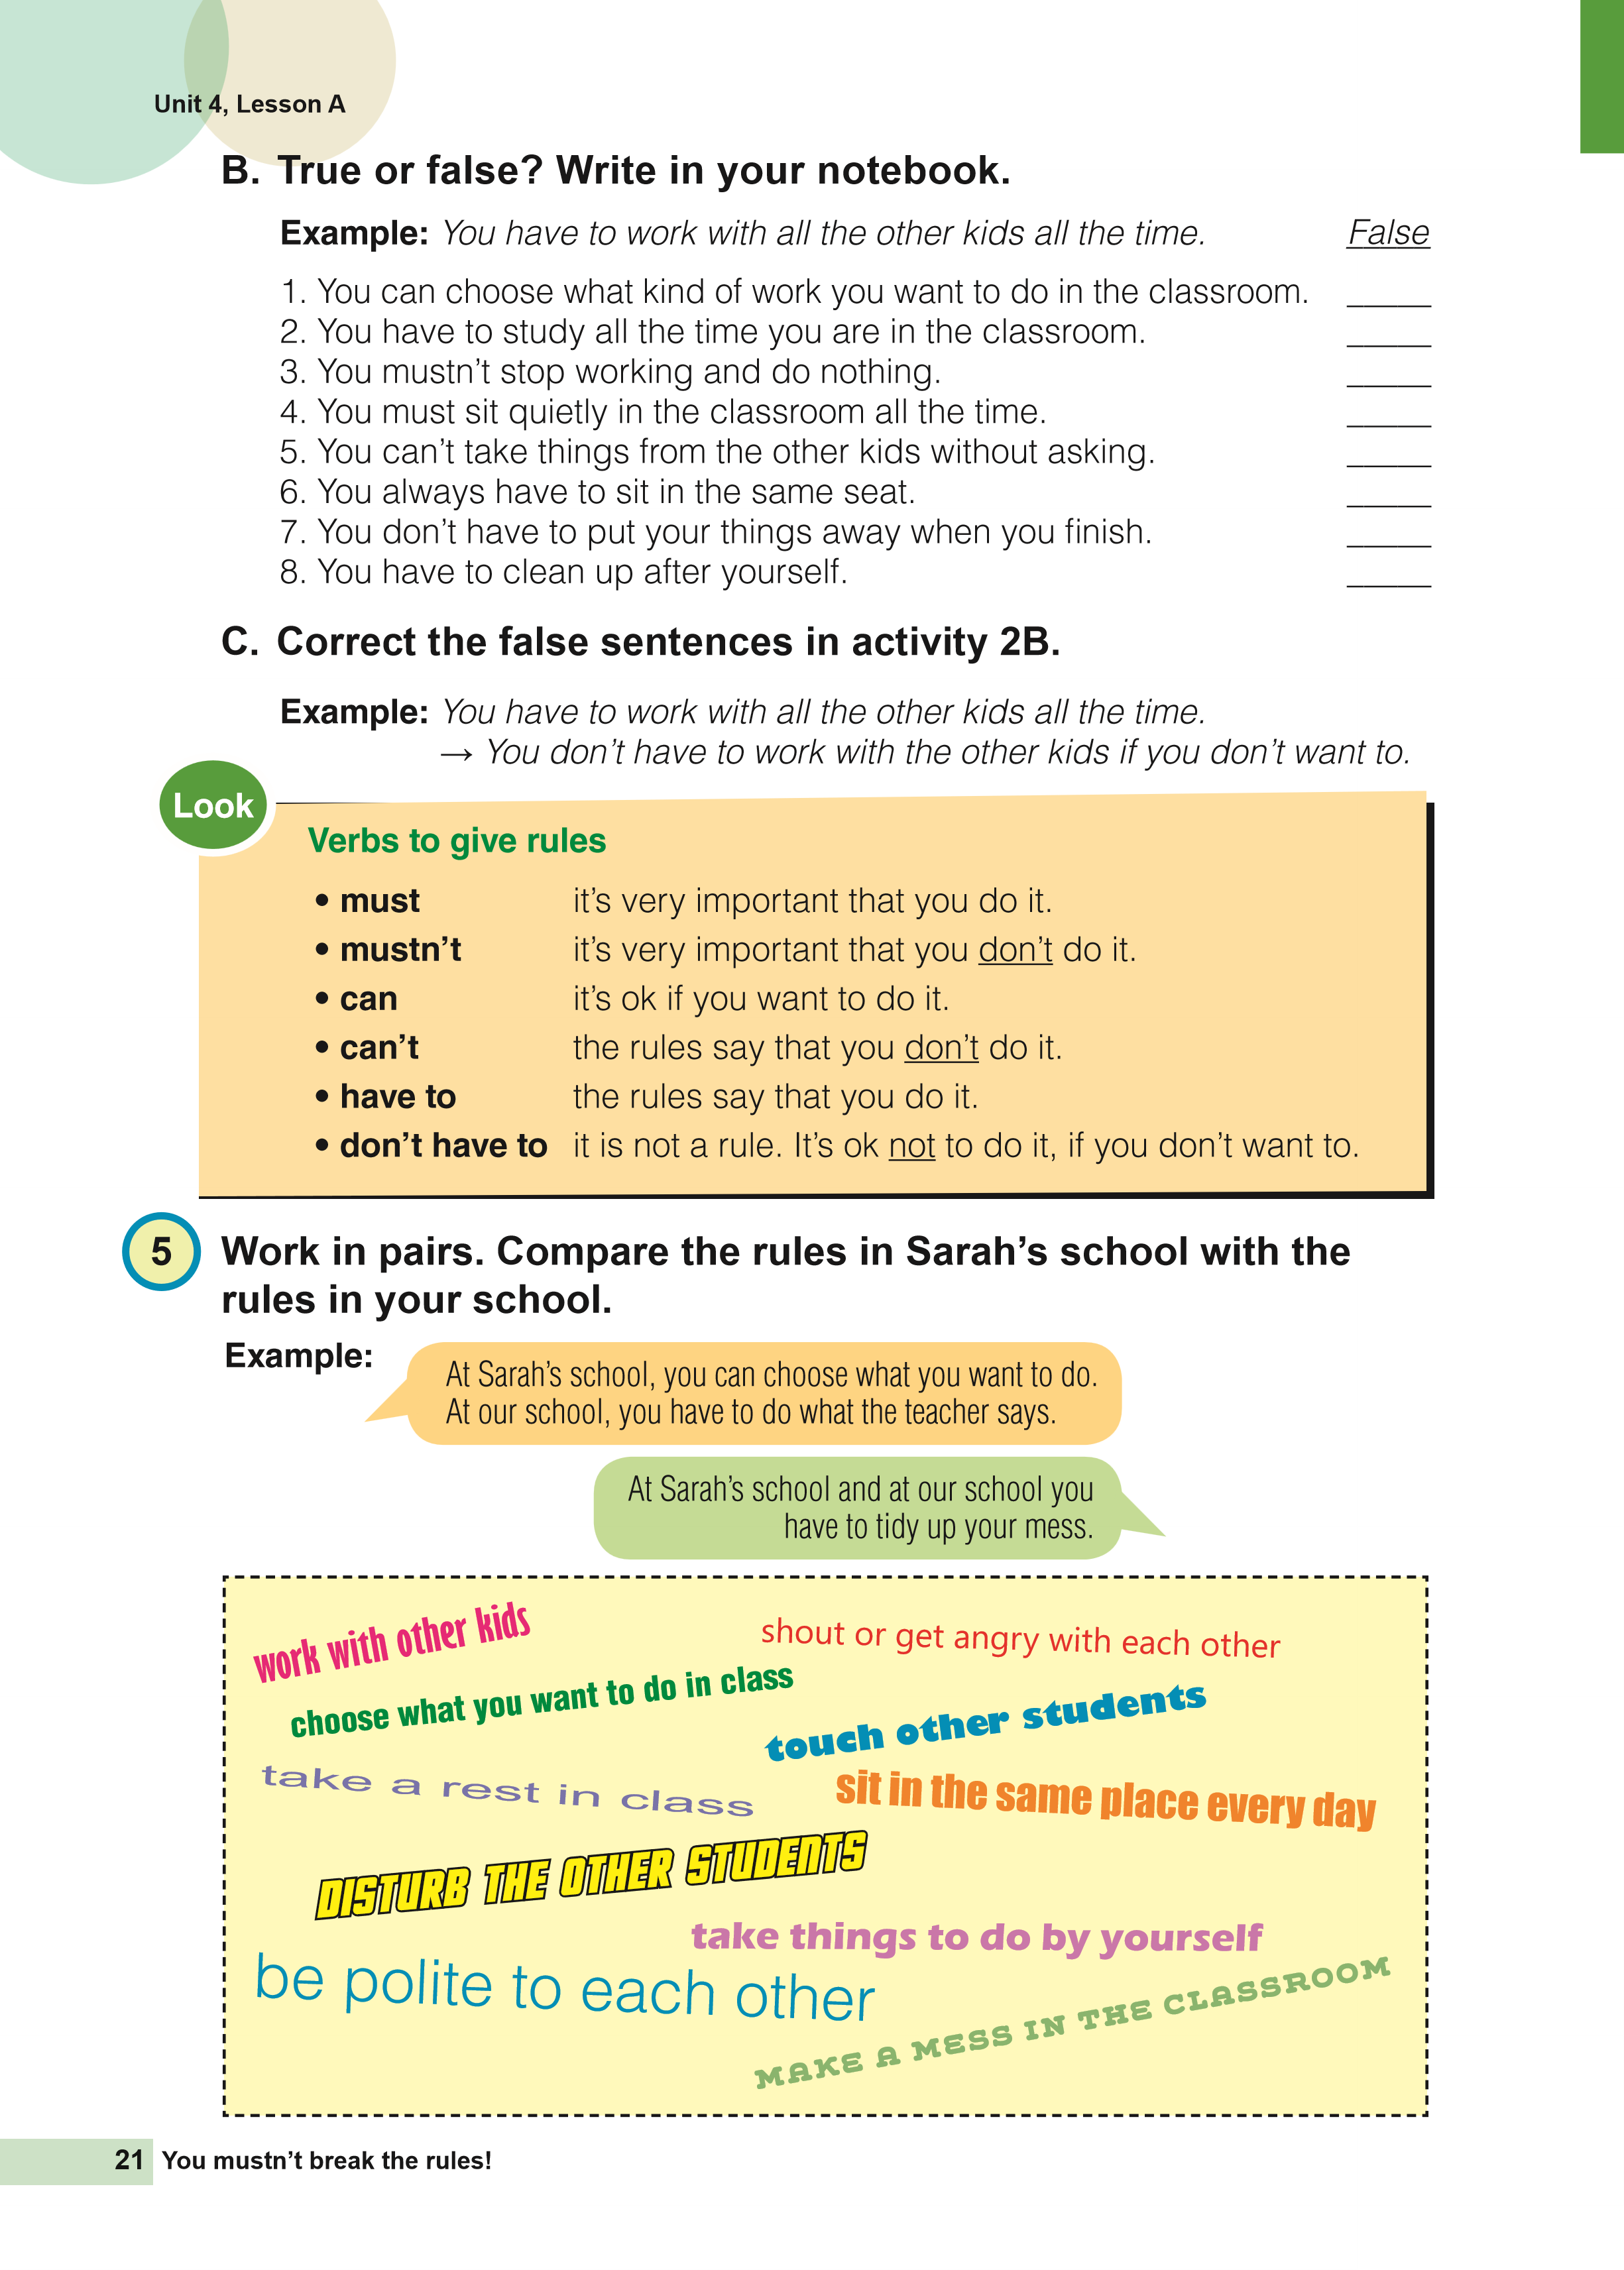 Unit 4, Lesson A
B. True or false? Write in your notebook.
Example: You have to work with all the other kids all the time. False
1. You can choose what kind of work you want to do in the classroom. _____
2. You have to study all the time you are in the classroom. _____
3. You mustn’t stop working and do nothing. _____
4. You must sit quietly in the classroom all the time. _____
5. You can’t take things from the other kids without asking. _____
6. You always have to sit in the same seat. _____
7. You don’t have to put your things away when you finish. _____
8. You have to clean up after yourself. _____
C. Correct the false sentences in activity 2B.
Example: You have to work with all the other kids all the time.
→ You don’t have to work with the other kids if you don’t want to.
Look
Verbs to give rules
• must it’s very important that you do it.
• mustn’t it’s very important that you don’t do it.
• can it’s ok if you want to do it.
• can’t the rules say that you don’t do it.
• have to the rules say that you do it.
• don’t have to it is not a rule. It’s ok not to do it, if you don’t want to.
5 Work in pairs. Compare the rules in Sarah’s school with the
rules in your school.
Example:
At Sarah’s school, you can choose what you want to do.
At our school, you have to do what the teacher says.
At Sarah’s school and at our school you
have to tidy up your mess.
work with other kids
shout or get angry with each other
choose what you want to do in class
touch other students
take a rest in class
sit in the same place every day
DISTURB THE OTHER STUDENTS
take things to do by yourself
be polite to each other
MAKE A MESS IN THE CLASSROOM
21 You mustn’t break the rules!